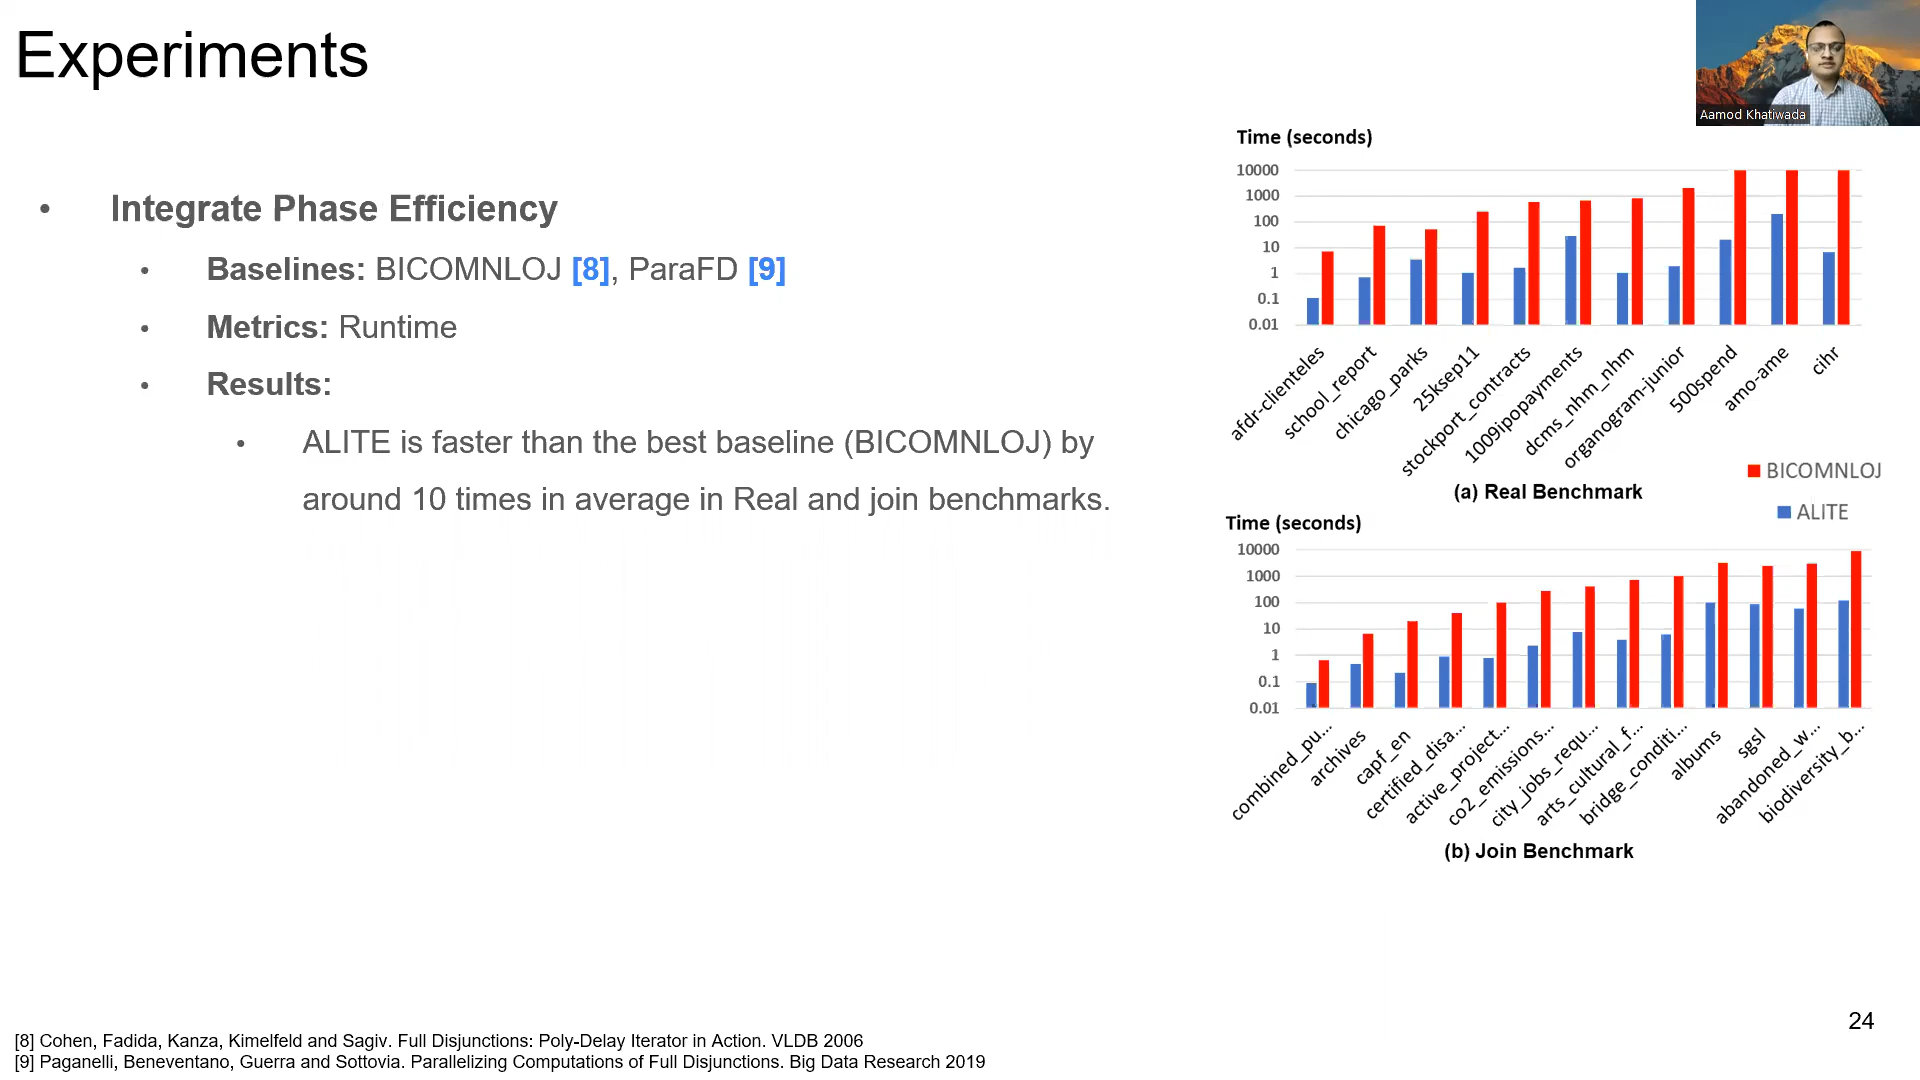 Experiments
Aamod Khatiwada
• Integrate Phase Efficiency
• Baselines: BICOMNLOJ [8], ParaFD [9]
• Metrics: Runtime
• Results:
• ALITE is faster than the best baseline (BICOMNLOJ) by
around 10 times in average in Real and join benchmarks.
Time (seconds)
10000
1000
100
10
1
0.1
0.01
afdr-clienteles
school_report
chicago_parks
25ksep11
stockport_contracts
1009ipopayments
dcms_nhm_nhm
organogram-junior
500spend
amo-ame
cihr
(a) Real Benchmark
BICOMNLOJ
ALITE
Time (seconds)
10000
1000
100
10
1
0.1
0.01
combined_pu...
archives
capf_en
certified_disa...
active_project...
co2_emissions...
city_jobs_requ...
arts_cultural_f...
bridge_conditi...
albums
sgsl
abandoned_w...
biodiversity_b...
(b) Join Benchmark
24
[8] Cohen, Fadida, Kanza, Kimelfeld and Sagiv. Full Disjunctions: Poly-Delay Iterator in Action. VLDB 2006
[9] Paganelli, Beneventano, Guerra and Sottovia. Parallelizing Computations of Full Disjunctions. Big Data Research 2019